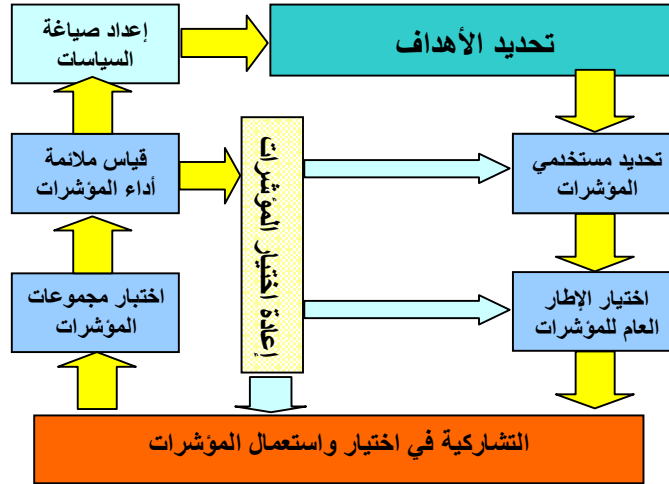 إعداد صياغة
السياسات
تحديد الأهداف
قياس ملائمة
أداء المؤشرات
إعادة اختيار المؤشرات
تحديد مستخدمي
المؤشرات
اختبار مجموعات
المؤشرات
اختيار الإطار
العام للمؤشرات
التشاركية في اختيار واستعمال المؤشرات